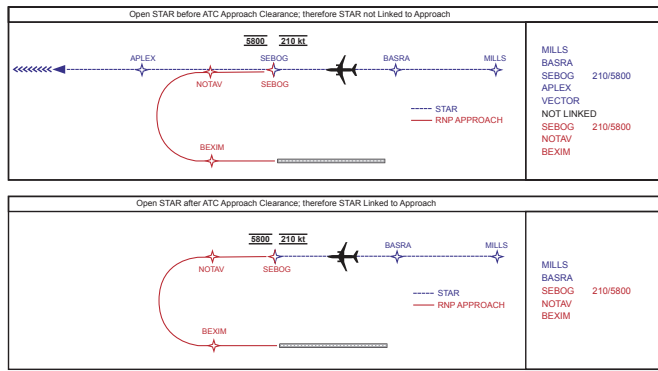 Open STAR before ATC Approach Clearance; therefore STAR not Linked to Approach
5800 210 kt
APLEX SEBOG BASRA MILLS
NOTAV SEBOG
STAR
RNP APPROACH
BEXIM
MILLS
BASRA
SEBOG 210/5800
APLEX
VECTOR
NOT LINKED
SEBOG 210/5800
NOTAV
BEXIM
Open STAR after ATC Approach Clearance; therefore STAR Linked to Approach
5800 210 kt
BASRA MILLS
NOTAV SEBOG
STAR
RNP APPROACH
BEXIM
MILLS
BASRA
SEBOG 210/5800
NOTAV
BEXIM